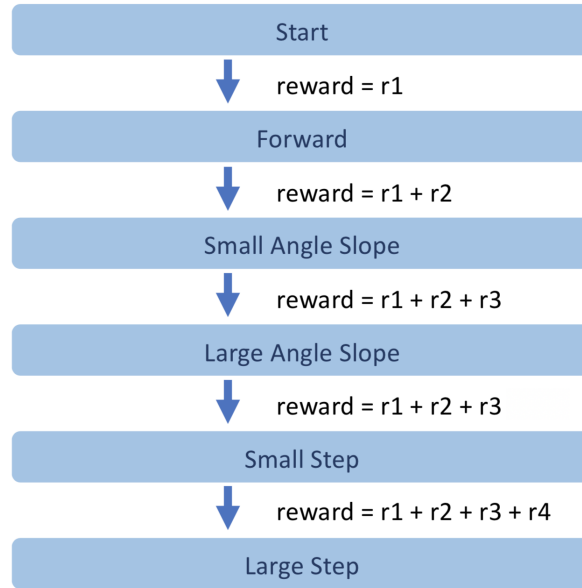 Start
reward = r1
Forward
reward = r1 + r2
Small Angle Slope
reward = r1 + r2 + r3
Large Angle Slope
reward = r1 + r2 + r3
Small Step
reward = r1 + r2 + r3 + r4
Large Step